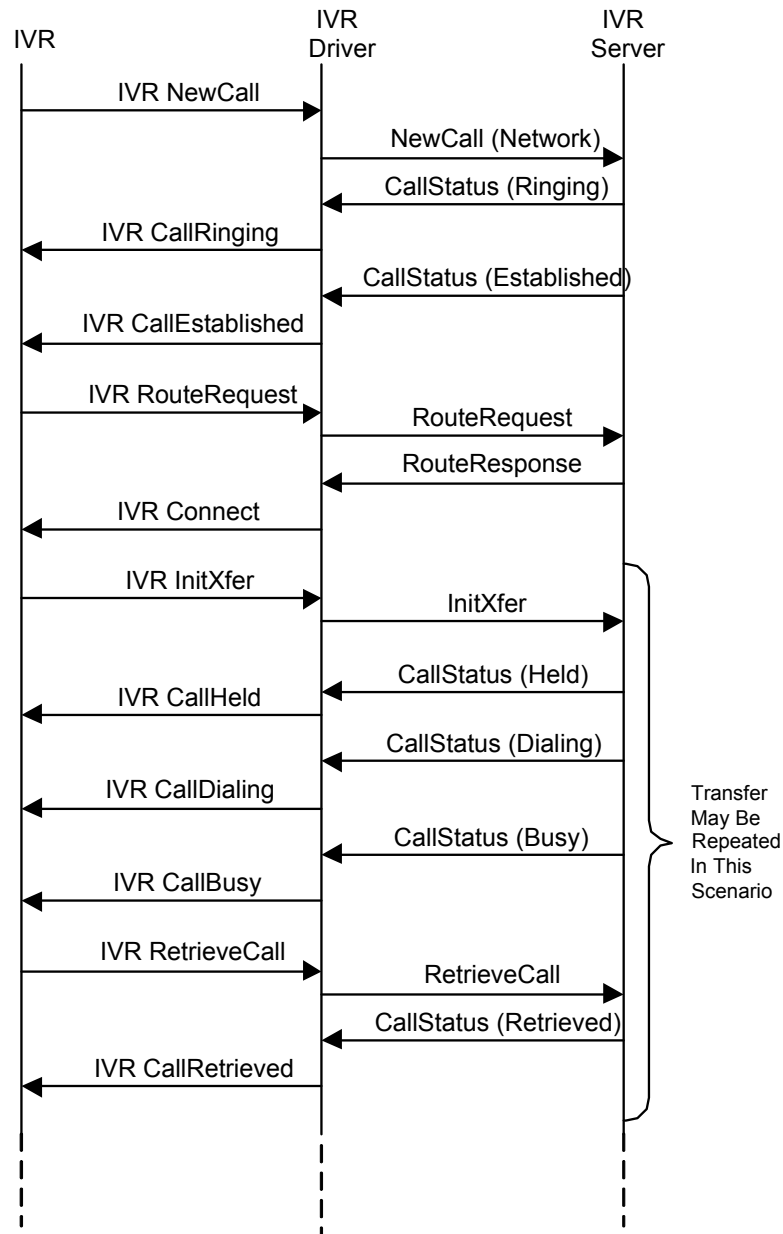 IVR
IVR
Driver
IVR
Server
IVR NewCall
NewCall (Network)
CallStatus (Ringing)
IVR CallRinging
CallStatus (Established)
IVR CallEstablished
IVR RouteRequest
RouteRequest
RouteResponse
IVR Connect
IVR InitXfer
InitXfer
CallStatus (Held)
IVR CallHeld
CallStatus (Dialing)
IVR CallDialing
CallStatus (Busy)
IVR CallBusy
IVR RetrieveCall
RetrieveCall
CallStatus (Retrieved)
IVR CallRetrieved
Transfer
May Be
Repeated
In This
Scenario